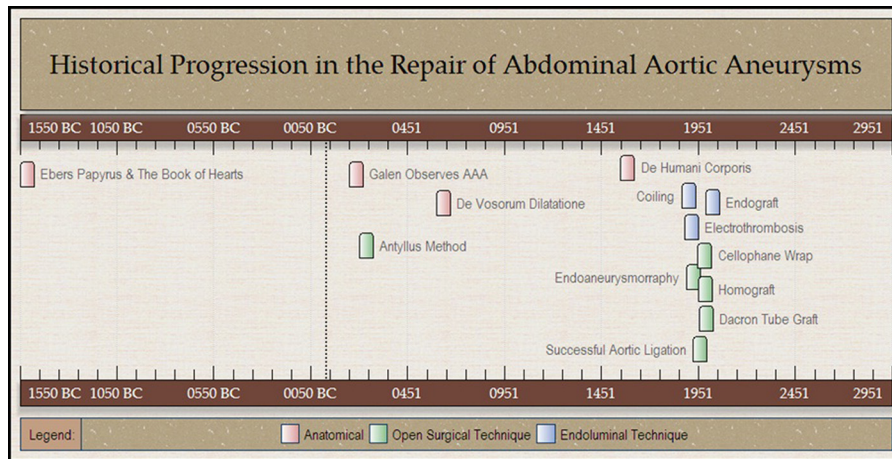 Historical Progression in the Repair of Abdominal Aortic Aneurysms
1550 BC 1050 BC 0550 BC 0050 BC 0451 0951 1451 1951 2451 2951
Ebers Papyrus & The Book of Hearts
Galen Observes AAA
De Humani Corporis
De Vosorum Dilatatione
Coiling
Endograft
Electrothrombosis
Antyllus Method
Cellophane Wrap
Endoaneurysmorraphy
Homograft
Dacron Tube Graft
Successful Aortic Ligation
1550 BC 1050 BC 0550 BC 0050 BC 0451 0951 1451 1951 2451 2951
Legend: Anatomical Open Surgical Technique Endoluminal Technique